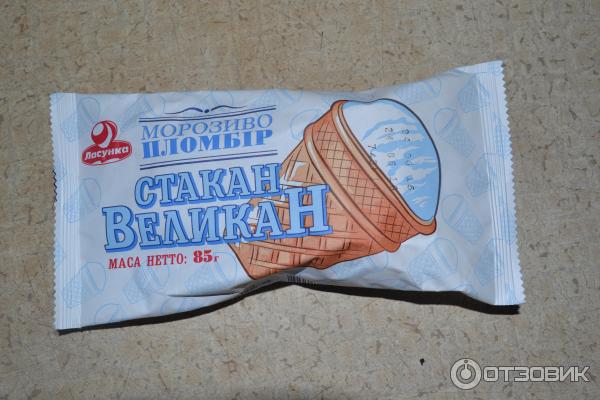 Ласунка
МОРОЗИВО
ПЛОМБІР
СТАКАН
ВЕЛИКАН
МАСА НЕТТО: 85г
ОТЗОВИК